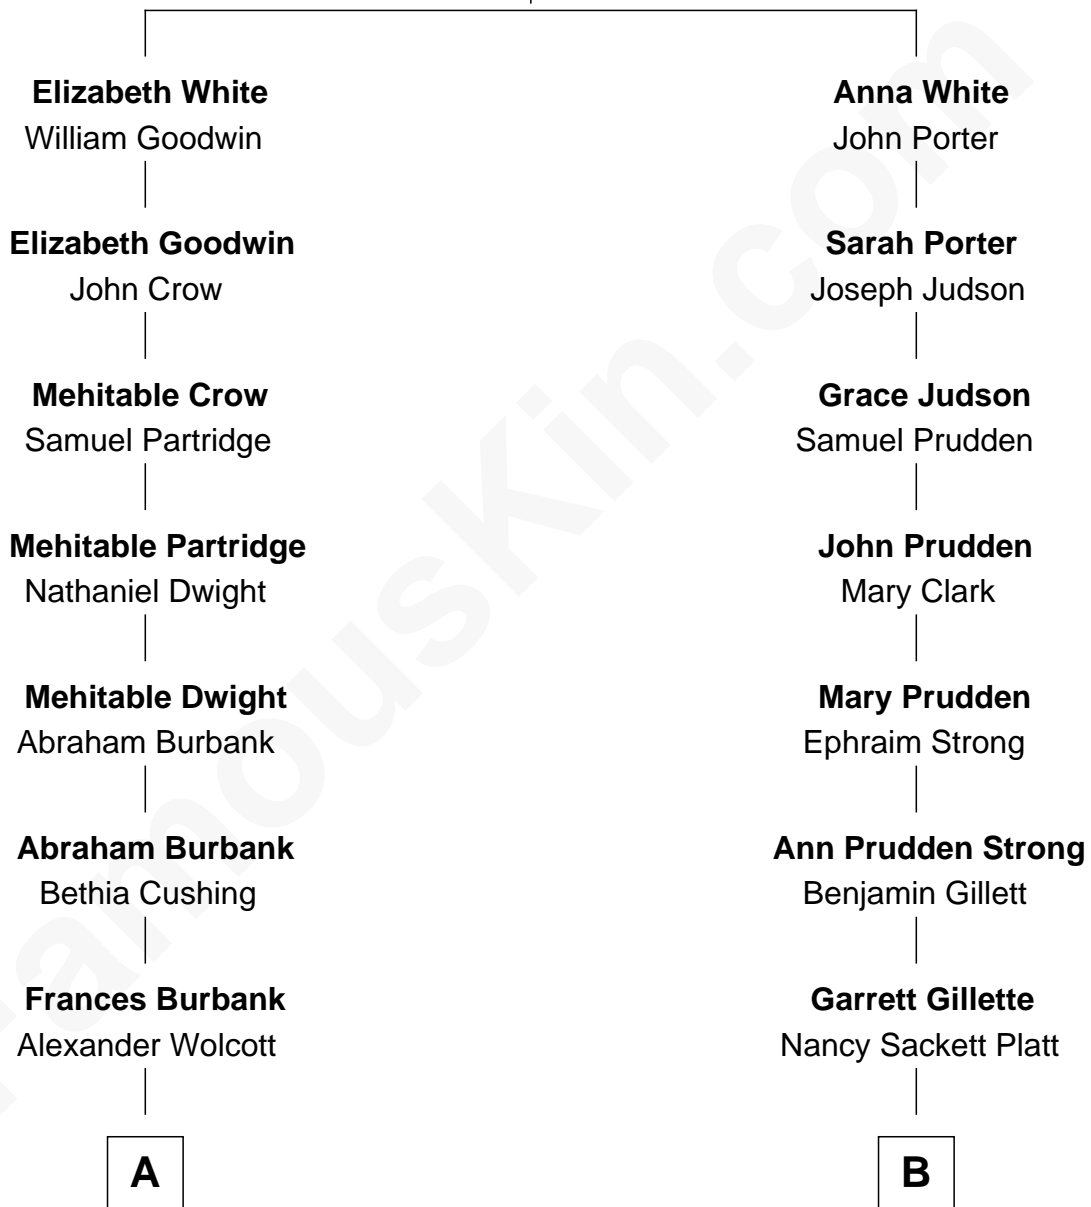 Elizabeth White
William Goodwin
Elizabeth Goodwin
John Crow
Mehitable Crow
Samuel Partridge
Mehitable Partridge
Nathaniel Dwight
Mehitable Dwight
Abraham Burbank
Abraham Burbank
Bethia Cushing
Frances Burbank
Alexander Wolcott
A
Anna White
John Porter
Sarah Porter
Joseph Judson
Grace Judson
Samuel Prudden
John Prudden
Mary Clark
Mary Prudden
Ephraim Strong
Ann Prudden Strong
Benjamin Gillett
Garrett Gillette
Nancy Sackett Platt
B
FamousKin.com